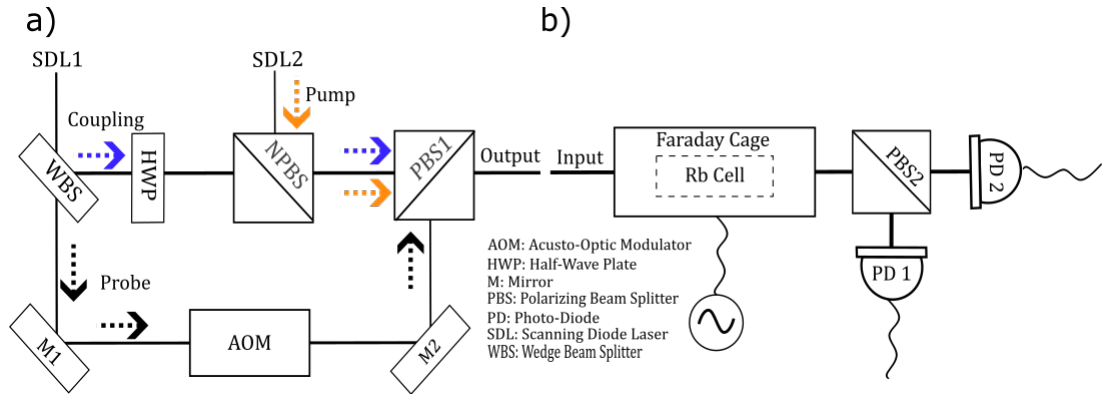 a)
b)
SDL1
SDL2
Pump
Coupling
WBS
HWP
NPBS
PBS1
Output
Input
Faraday Cage
Rb Cell
PBS2
PD 2
PD 1
Probe
M1
AOM
M2
AOM: Acusto-Optic Modulator
HWP: Half-Wave Plate
M: Mirror
PBS: Polarizing Beam Splitter
PD: Photo-Diode
SDL: Scanning Diode Laser
WBS: Wedge Beam Splitter